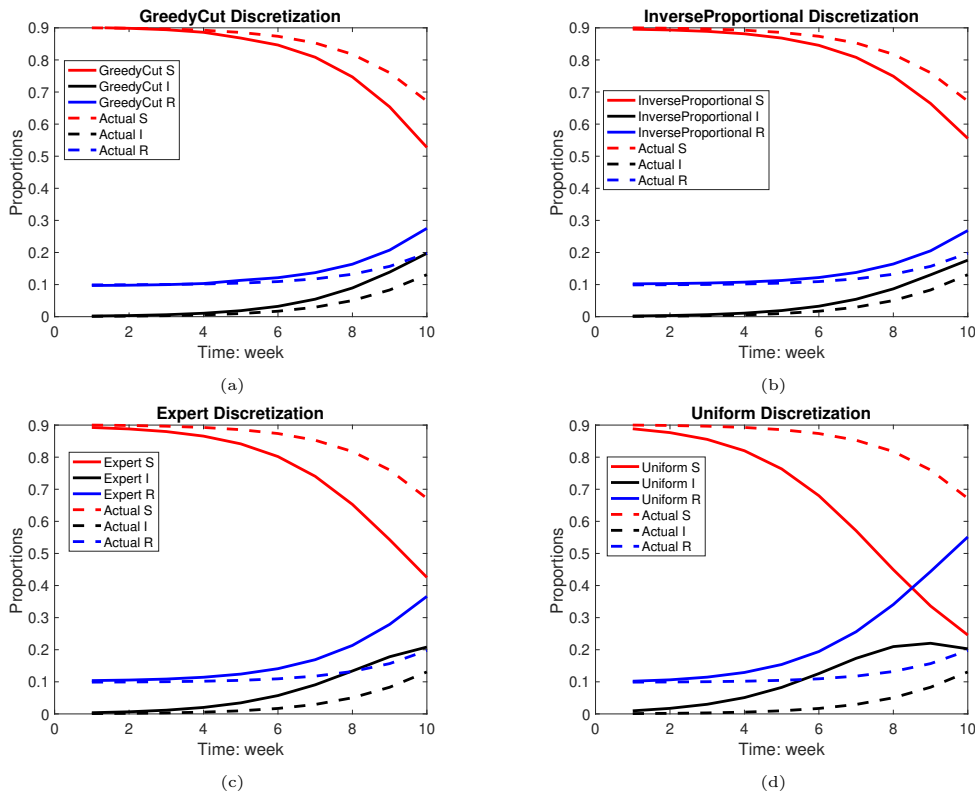 GreedyCut Discretization
0.9
0.8
0.7
0.6
0.5
0.4
0.3
0.2
0.1
0
Proportions
GreedyCut S
GreedyCut I
GreedyCut R
Actual S
Actual I
Actual R
0 2 4 6 8 10
Time: week
(a)
InverseProportional Discretization
0.9
0.8
0.7
0.6
0.5
0.4
0.3
0.2
0.1
0
Proportions
InverseProportional S
InverseProportional I
InverseProportional R
Actual S
Actual I
Actual R
0 2 4 6 8 10
Time: week
(b)
Expert Discretization
0.9
0.8
0.7
0.6
0.5
0.4
0.3
0.2
0.1
0
Proportions
Expert S
Expert I
Expert R
Actual S
Actual I
Actual R
0 2 4 6 8 10
Time: week
(c)
Uniform Discretization
0.9
0.8
0.7
0.6
0.5
0.4
0.3
0.2
0.1
0
Proportions
Uniform S
Uniform I
Uniform R
Actual S
Actual I
Actual R
0 2 4 6 8 10
Time: week
(d)